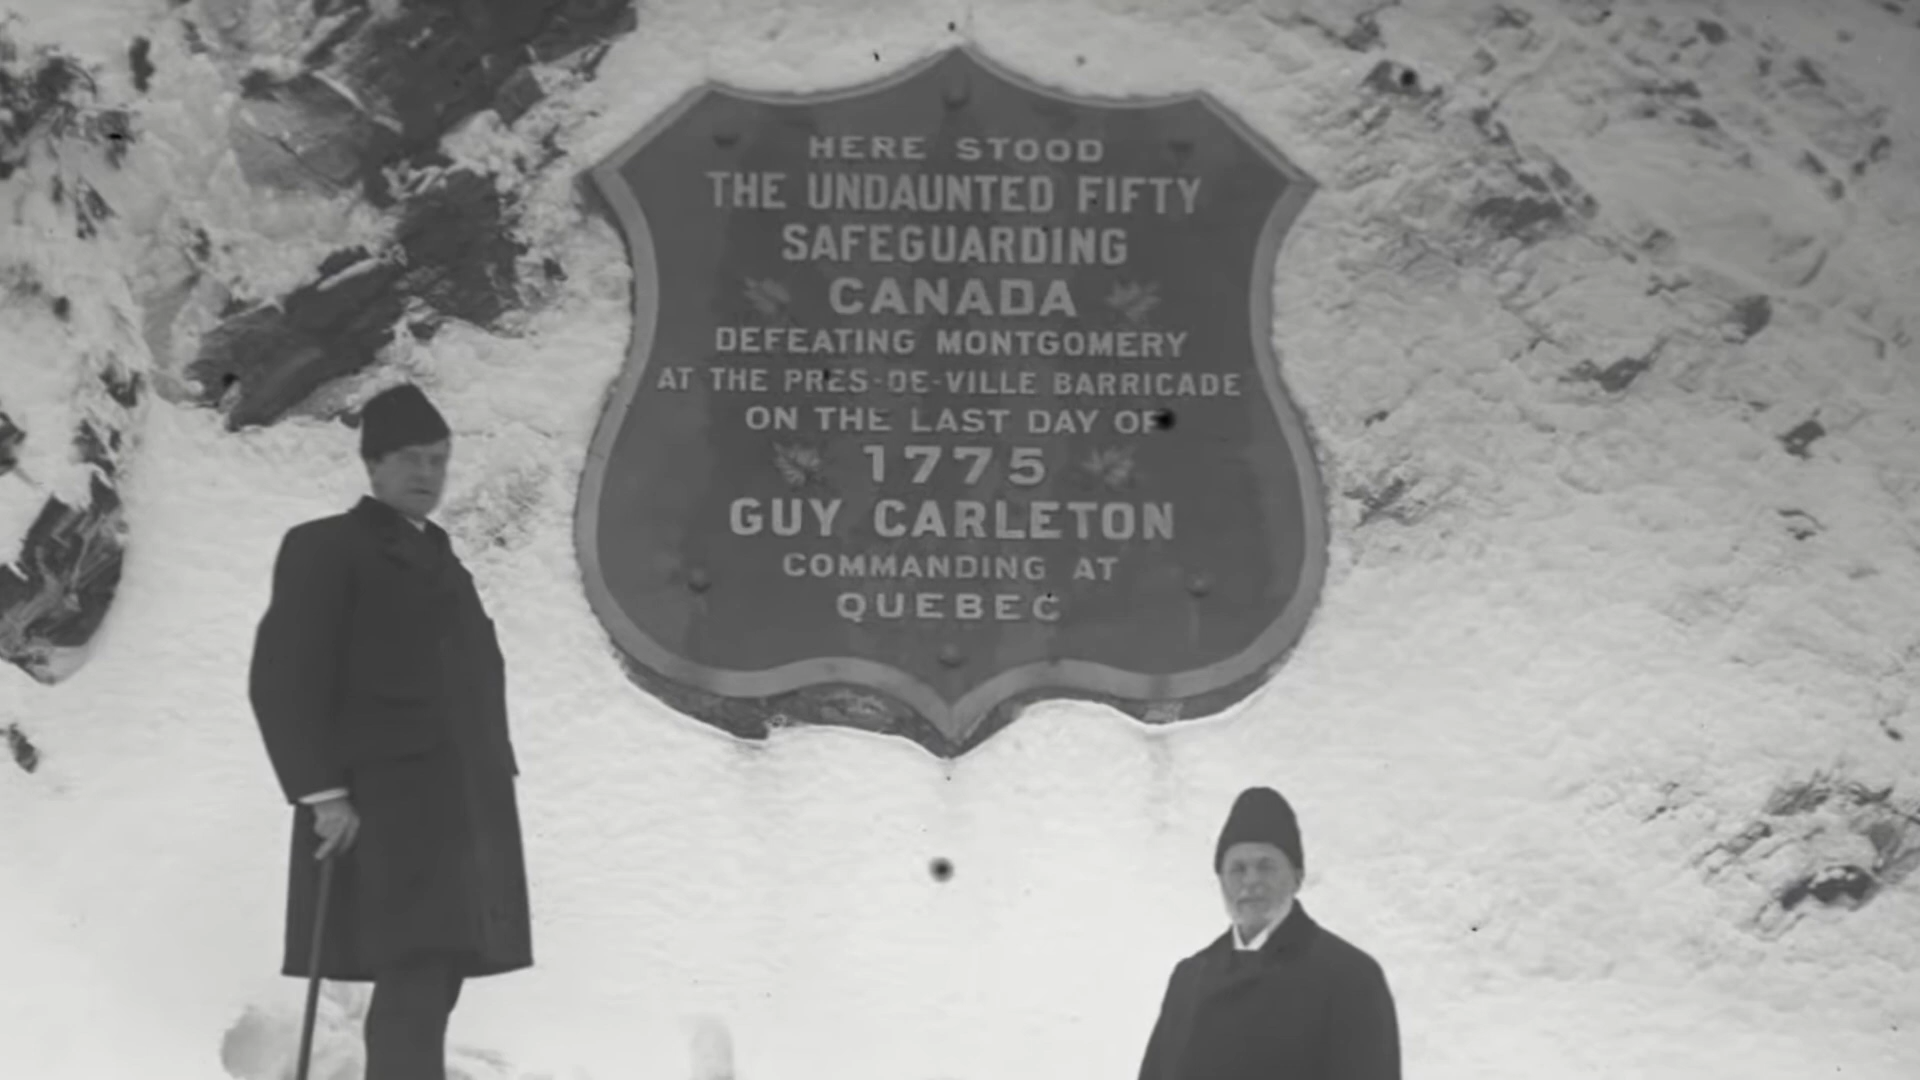 HERE STOOD
THE UNDAUNTED FIFTY
SAFEGUARDING
CANADA
DEFEATING MONTGOMERY
AT THE PRES-DE-VILLE BARRICADE
ON THE LAST DAY OF
1775
GUY CARLETON
COMMANDING AT
QUEBEC